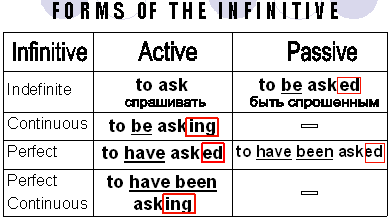 FORMS OF THE INFINITIVE
Infinitive Active Passive
Indefinite to ask to be asked
спрашивать быть спрошенным
Continuous to be asking —
Perfect to have asked to have been asked
Perfect to have been —
Continuous asking